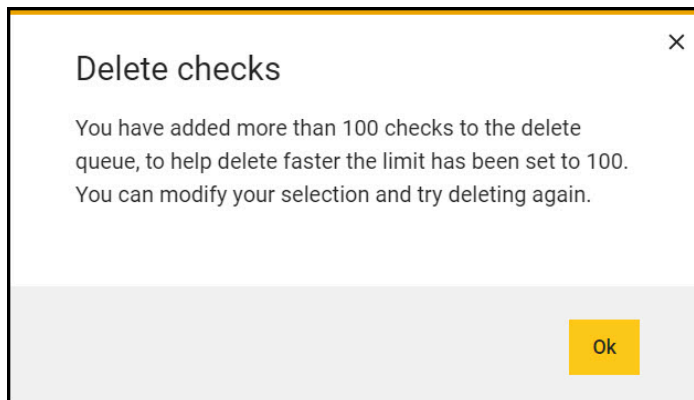 Delete checks
You have added more than 100 checks to the delete
queue, to help delete faster the limit has been set to 100.
You can modify your selection and try deleting again.
Ok